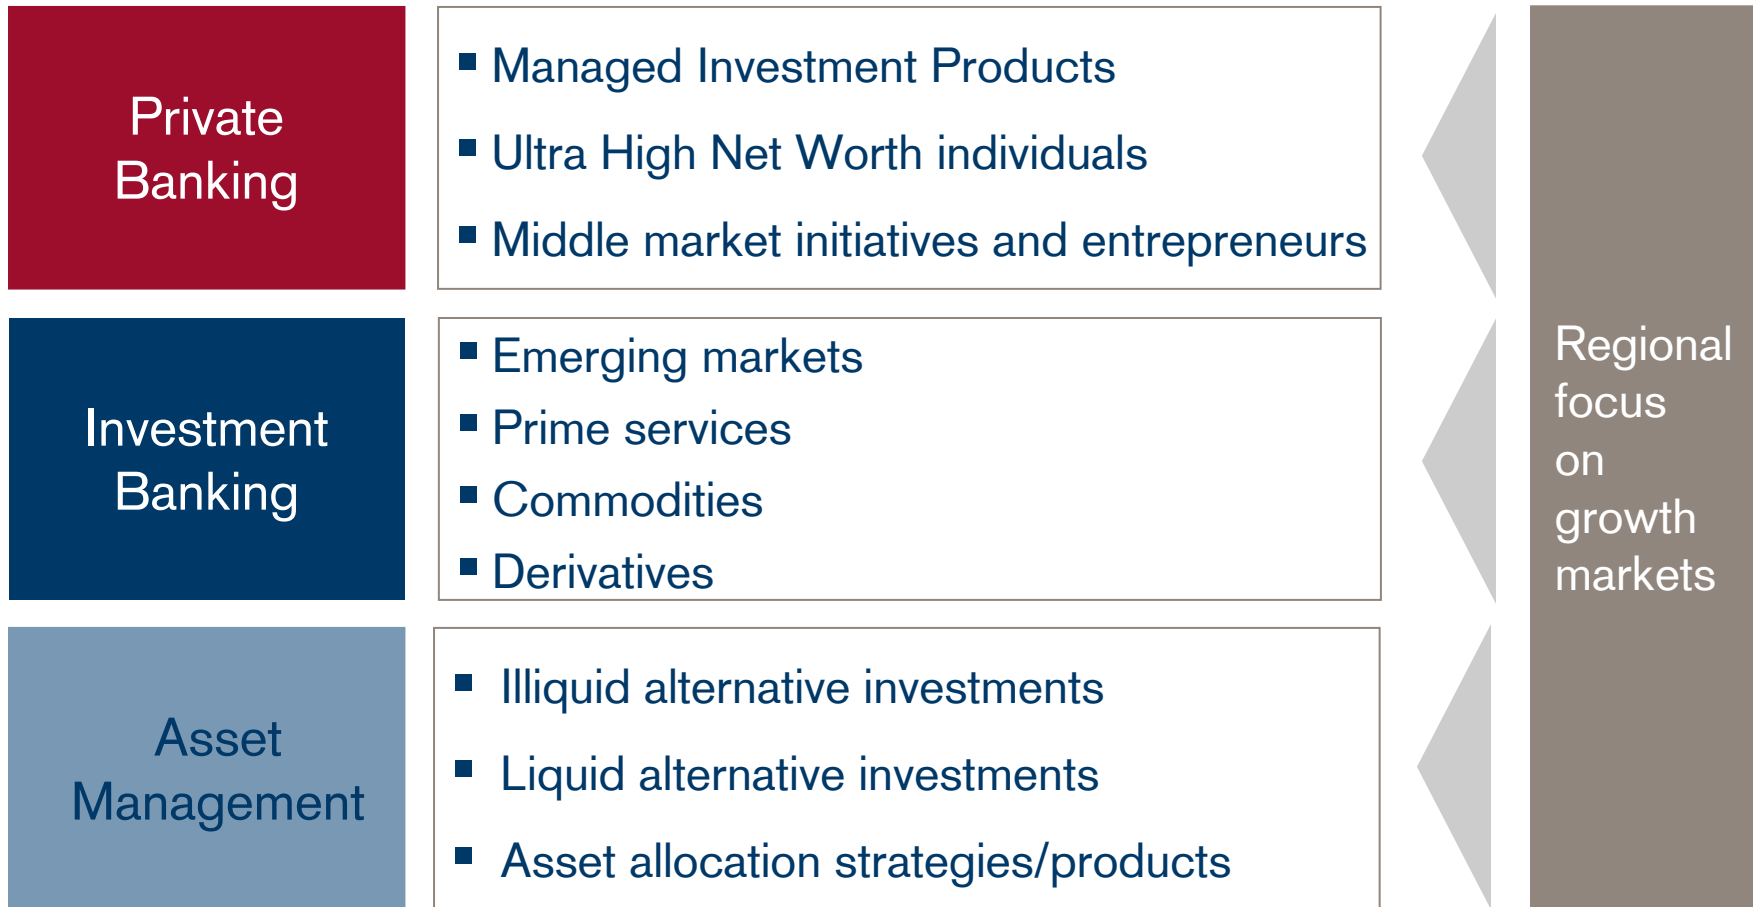 Private
Banking
Managed Investment Products
Ultra High Net Worth individuals
Middle market initiatives and entrepreneurs
Investment
Banking
Emerging markets
Prime services
Commodities
Derivatives
Asset
Management
Illiquid alternative investments
Liquid alternative investments
Asset allocation strategies/products
Regional
focus
on
growth
markets